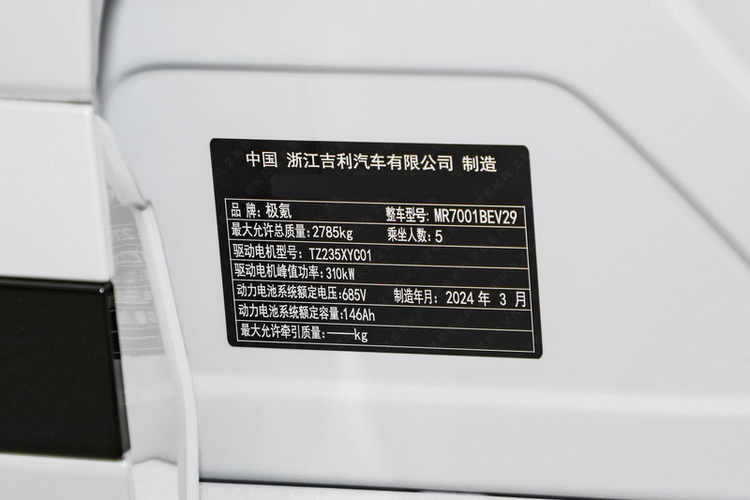 中国 浙江吉利汽车有限公司 制造
品 牌: 极氪 整车型号: MR7001BEV29
最大允许总质量: 2785kg 乘坐人数: 5
驱动电机型号: TZ235XYC01
驱动电机峰值功率: 310kW
动力电池系统额定电压: 685V 制造年月: 2024 年 3 月
动力电池系统额定容量: 146Ah
最大允许牵引质量: ——kg